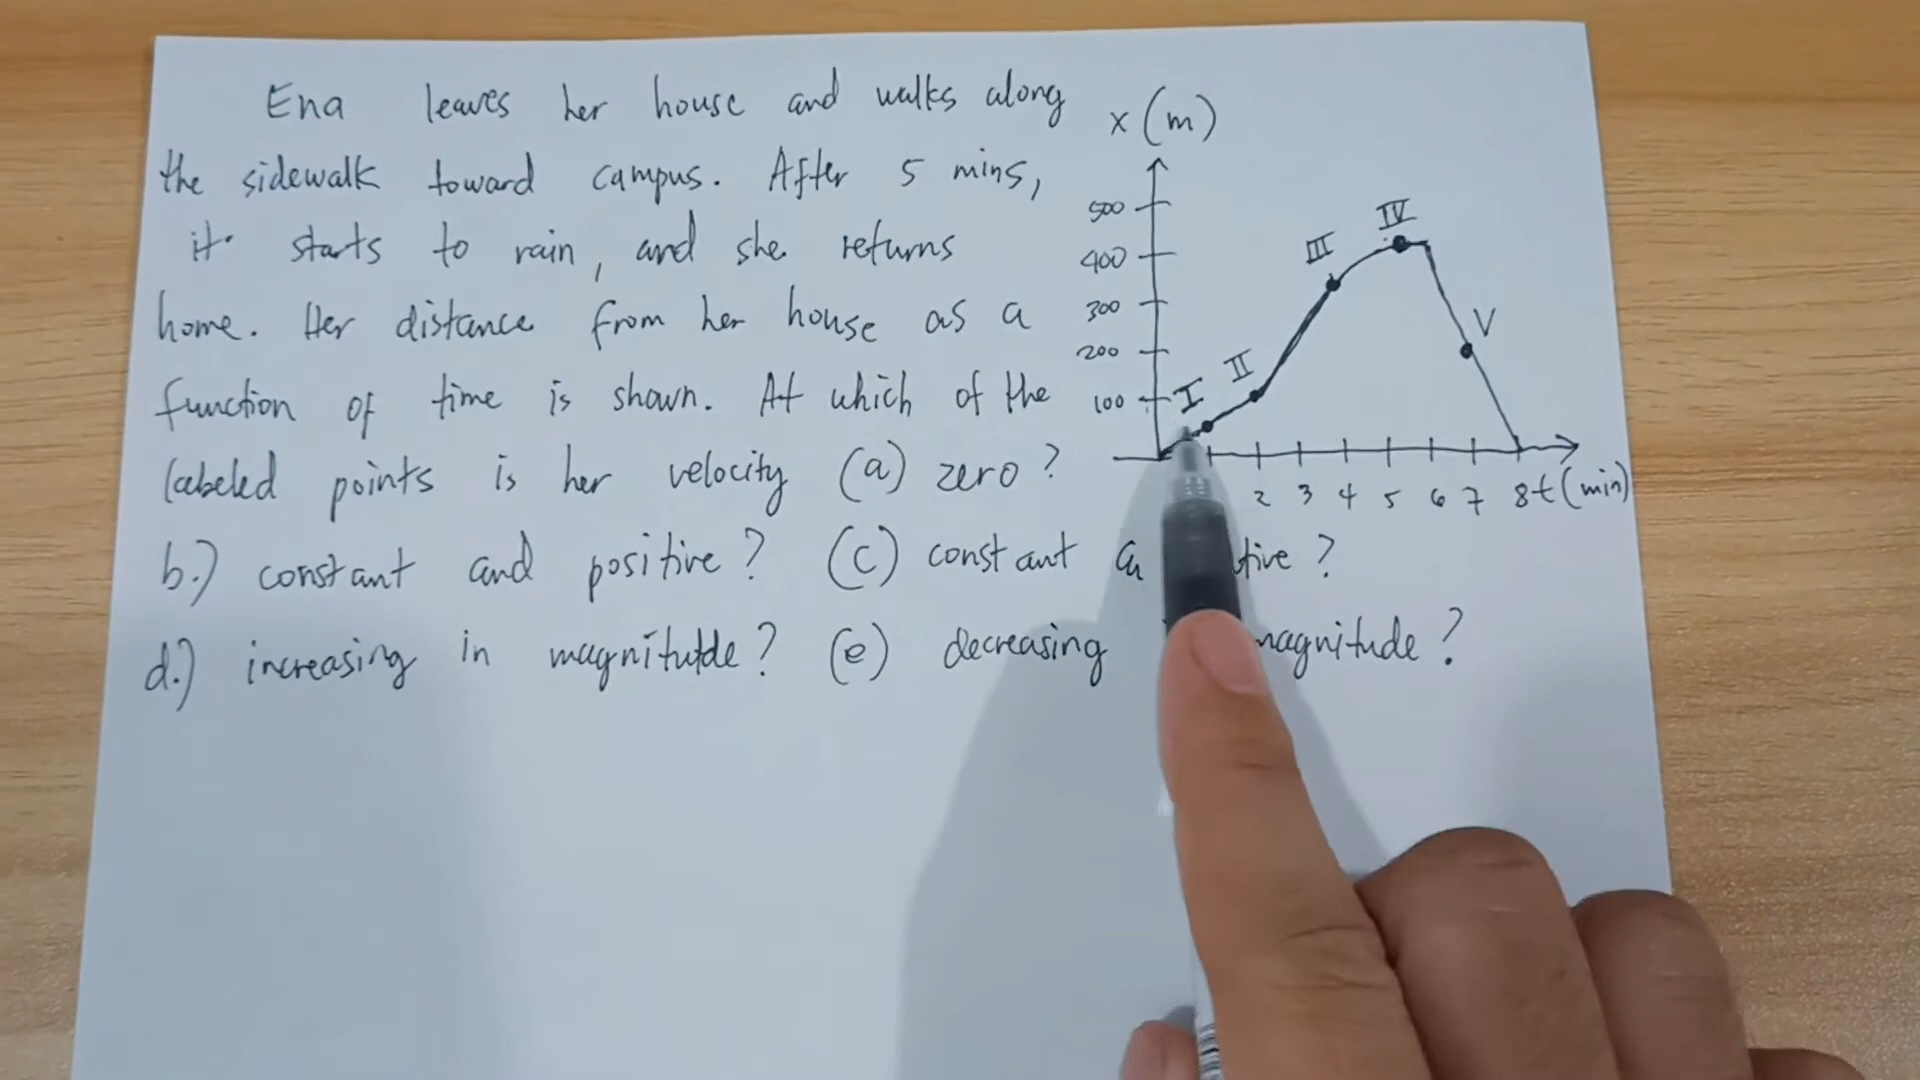 Ena leaves her house and walks along
the sidewalk toward campus. After 5 mins,
it starts to rain, and she returns
home. Her distance from her house as a
function of time is shown. At which of the
labeled points is her velocity (a) zero?
b.) constant and positive? (c) constant a tive?
d.) increasing in magnitude? (e) decreasing magnitude?
x (m)
500
400
300
200
100
I
II
III
IV
V
2 3 4 5 6 7 8 t (min)